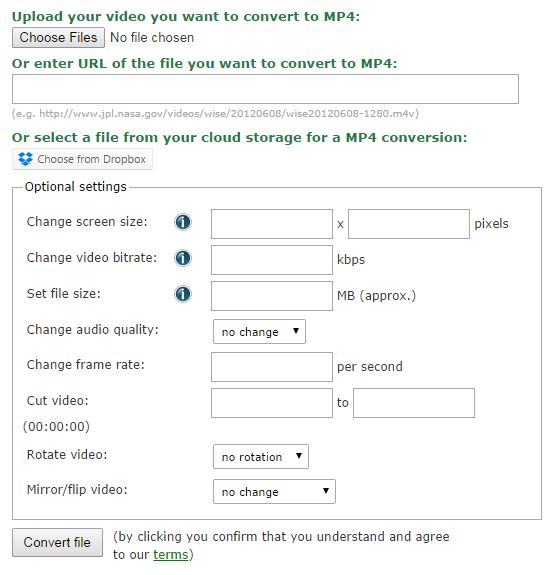 Upload your video you want to convert to MP4:
Choose Files No file chosen
Or enter URL of the file you want to convert to MP4:
(e.g. http://www.jpl.nasa.gov/videos/wise/20120608/wise20120608-1280.m4v)
Or select a file from your cloud storage for a MP4 conversion:
Choose from Dropbox
Optional settings
Change screen size: i x pixels
Change video bitrate: i kbps
Set file size: i MB (approx.)
Change audio quality: no change
Change frame rate: per second
Cut video: to
(00:00:00)
Rotate video: no rotation
Mirror/flip video: no change
Convert file (by clicking you confirm that you understand and agree
to our terms)